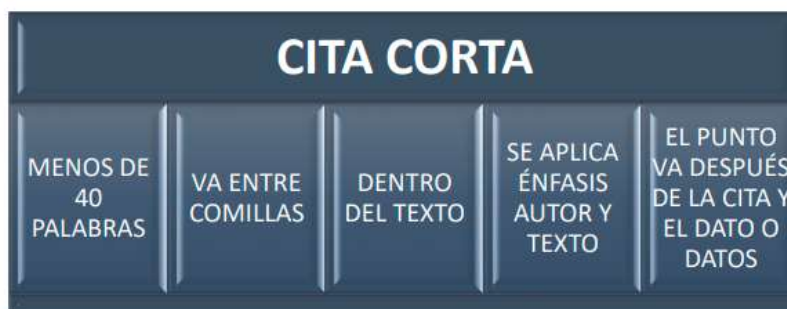 CITA CORTA
MENOS DE
40
PALABRAS
VA ENTRE
COMILLAS
DENTRO
DEL TEXTO
SE APLICA
ÉNFASIS
AUTOR Y
TEXTO
EL PUNTO
VA DESPUÉS
DE LA CITA Y
EL DATO O
DATOS